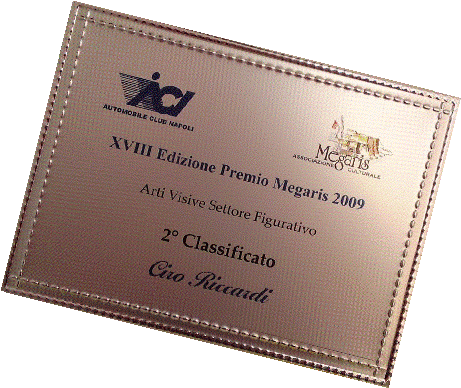 ACI
AUTOMOBILE CLUB NAPOLI
Megaris
ASSOCIAZIONE CULTURALE
XVIII Edizione Premio Megaris 2009
Arti Visive Settore Figurativo
2° Classificato
Ciro Riccardi